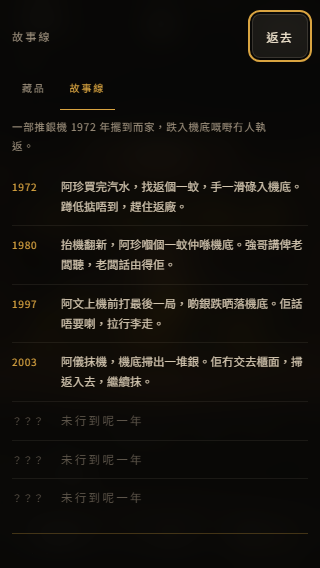 故事線
返去
藏品 故事線
一部推銀機 1972 年擺到而家，跌入機底嘅嘢冇人執
返。
1972 阿珍買完汽水，找返個一蚊，手一滑碌入機底。
蹲低掂唔到，趕住返廠。
1980 抬機翻新，阿珍嗰個一蚊仲喺機底。強哥講俾老
闆聽，老闆話由得佢。
1997 阿文上機前打最後一局，啲銀跌晒落機底。佢話
唔要喇，拉行李走。
2003 阿儀抹機，機底掃出一堆銀。佢冇交去櫃面，掃
返入去，繼續抹。
？？？ 未行到呢一年
？？？ 未行到呢一年
？？？ 未行到呢一年